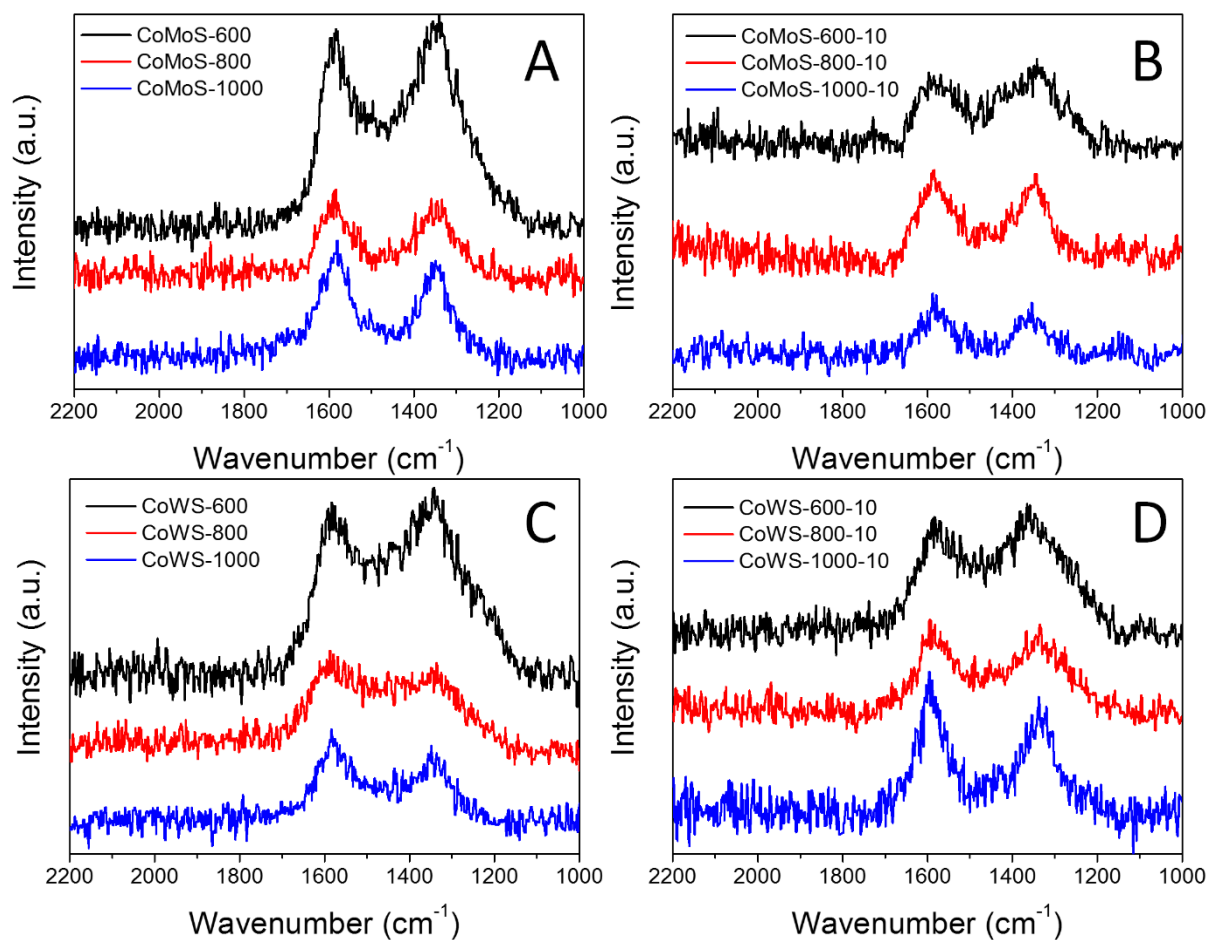 CoMoS-600
CoMoS-800
CoMoS-1000
A
Intensity (a.u.)
2200 2000 1800 1600 1400 1200 1000
Wavenumber (cm⁻¹)
CoMoS-600-10
CoMoS-800-10
CoMoS-1000-10
B
Intensity (a.u.)
2200 2000 1800 1600 1400 1200 1000
Wavenumber (cm⁻¹)
CoWS-600
CoWS-800
CoWS-1000
C
Intensity (a.u.)
2200 2000 1800 1600 1400 1200 1000
Wavenumber (cm⁻¹)
CoWS-600-10
CoWS-800-10
CoWS-1000-10
D
Intensity (a.u.)
2200 2000 1800 1600 1400 1200 1000
Wavenumber (cm⁻¹)